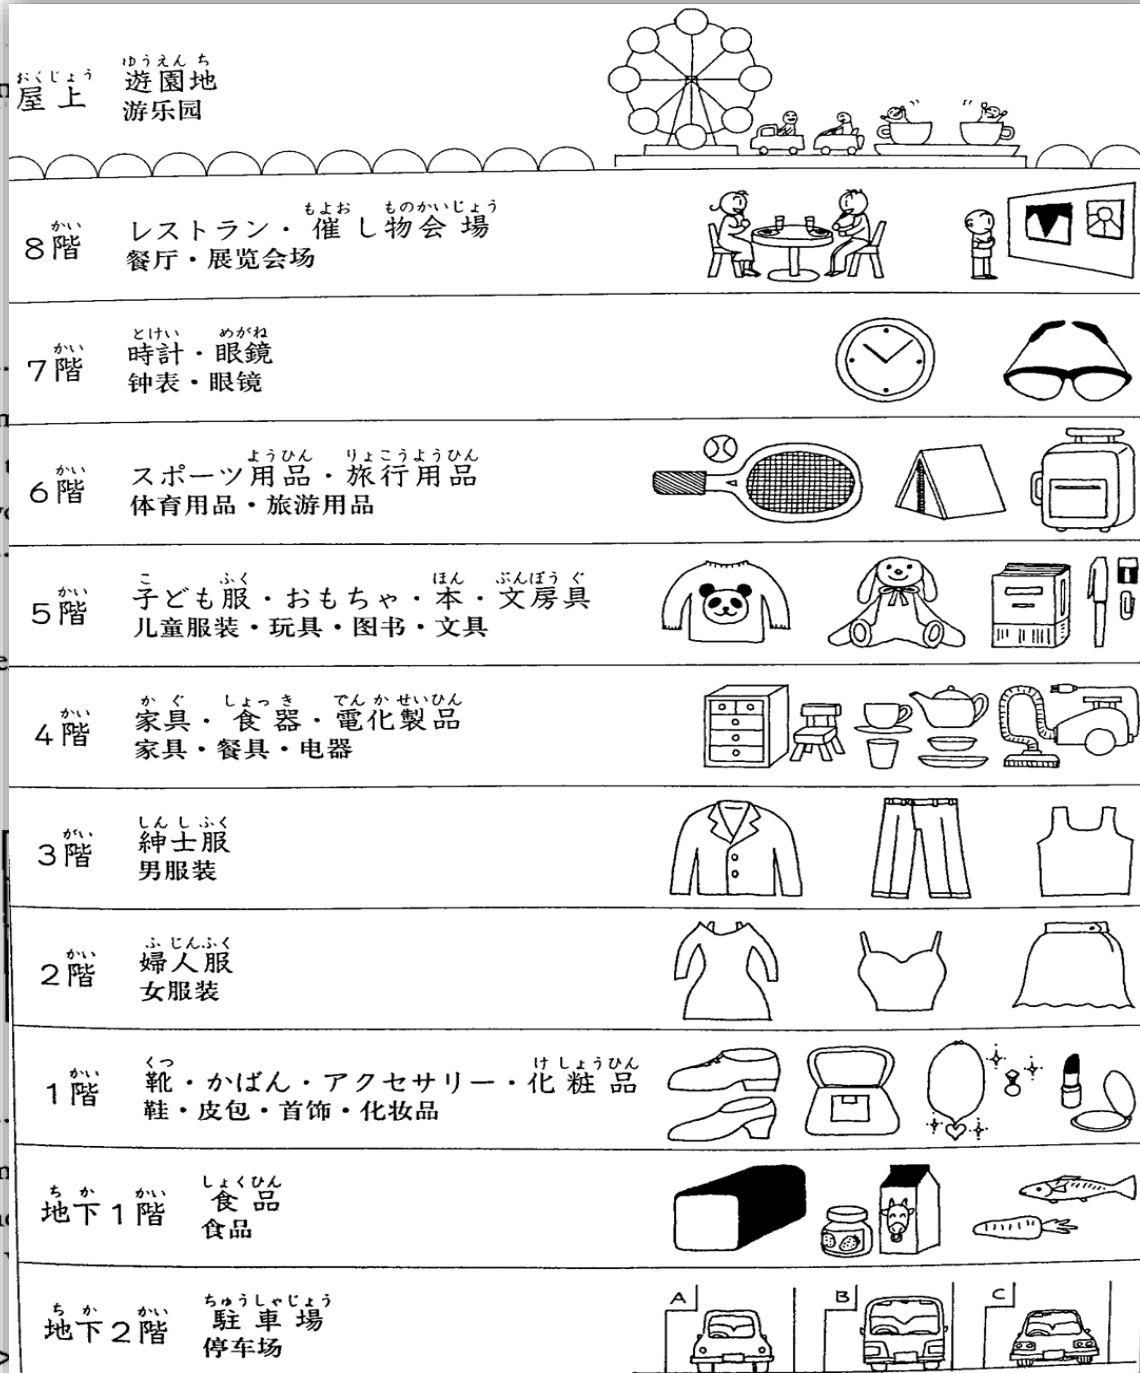 おくじょう ゆうえんち
屋上 遊園地
游乐园
かい もよお ものかいじょう
8階 レストラン・催し物会場
餐厅・展览会场
かい とけい めがね
7階 時計・眼鏡
钟表・眼镜
かい ようひん りょこうようひん
6階 スポーツ用品・旅行用品
体育用品・旅游用品
かい こ ふく ほん ぶんぼうぐ
5階 子ども服・おもちゃ・本・文房具
儿童服装・玩具・图书・文具
かい かぐ しょっき でんかせいひん
4階 家具・食器・電化製品
家具・餐具・电器
がい しんしふく
3階 紳士服
男服装
かい ふじんふく
2階 婦人服
女服装
かい くつ けしょうひん
1階 靴・かばん・アクセサリー・化粧品
鞋・皮包・首饰・化妆品
ちか かい しょくひん
地下1階 食品
食品
ちか かい ちゅうしゃじょう
地下2階 駐車場
停车场
A B C